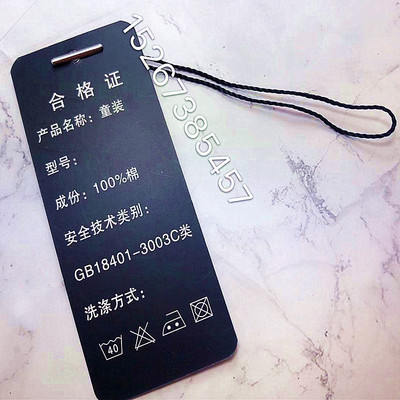 合格证
产品名称：童装
型号：
成份：100%棉
安全技术类别：
GB18401-3003C类
洗涤方式：
40
15267385457